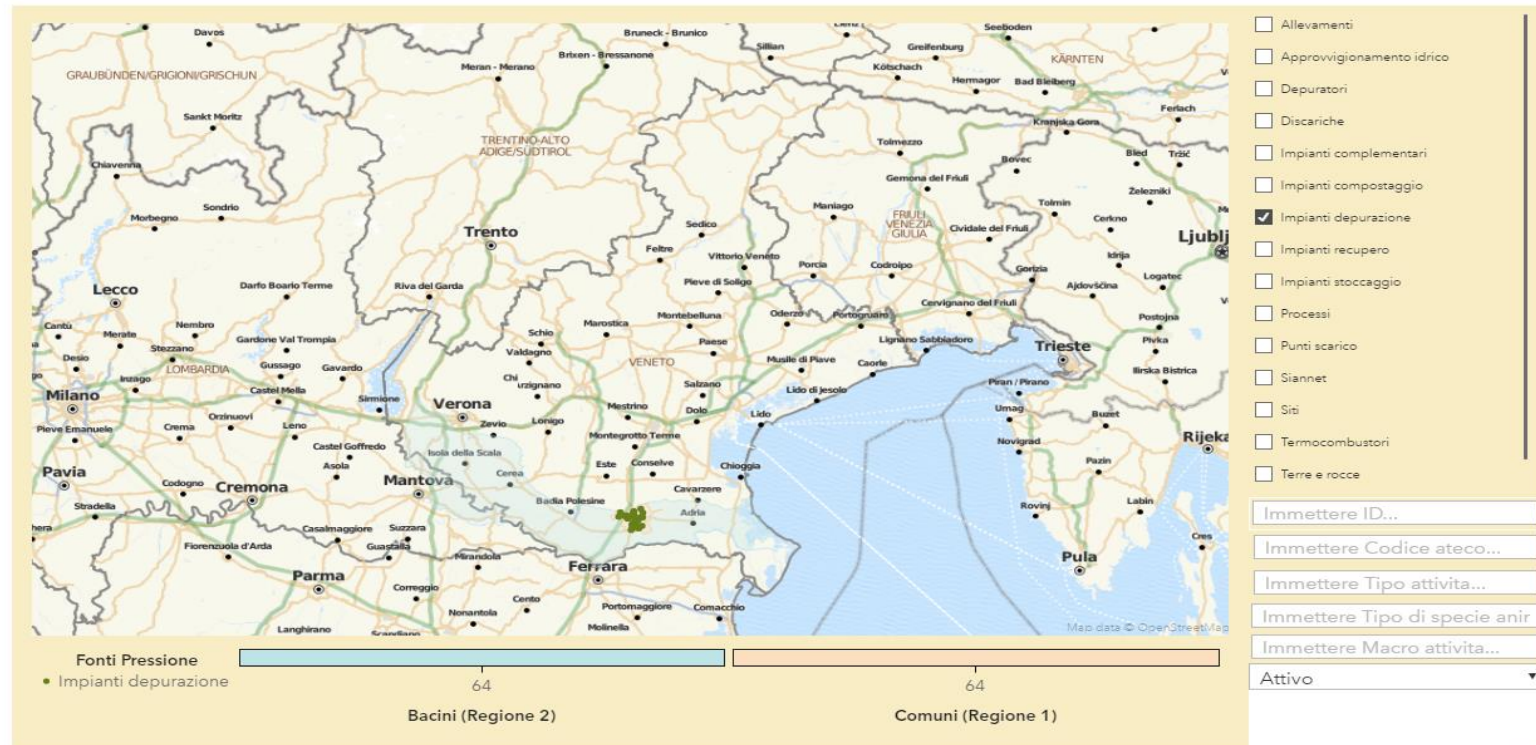 Davos
Bruneck - Brunico
Sillian
Seeboden
Greifenburg
Brixen - Bressanone
Meran - Merano
Kötschach
KÄRNTEN
GRAUBÜNDEN/GRIGIONI/GRISCHUN
Hermagor
Bad Bleiberg
Sankt Moritz
Ferlach
Kranjska Gora
TRENTINO-ALTO
ADIGE/SÜDTIROL
Tolmezzo
Chiavenna
Bovec
Bled
Tržič
Gemona del Friuli
Železniki
Morbegno
Sondrio
Maniago
Tolmin
FRIULI
VENEZIA
GIULIA
Cerkno
Trento
Sedico
Cividale del Friuli
Ljublj
Feltre
Vittorio Veneto
Idrija
Porcia
Codroipo
Gorizia
Logatec
Lecco
Darfo Boario Terme
Riva del Garda
Pieve di Soligo
Ajdovščina
Cervignano del Friuli
Cantù
Nembro
Merate
Marostica
Montebelluna
Oderzo
Portogruaro
Postojna
Schio
Gardone Val Trompia
Stezzano
Valdagno
Paese
Lignano Sabbiadoro
Trieste
Pivka
Desio
LOMBARDIA
Gussago
Gavardo
VENETO
Musile di Piave
Caorle
Inzago
Chi
urzignano
Salzano
Ilirska Bistrica
Milano
Castel Mella
Sirmione
Lido di Jesolo
Piran / Pirano
Verona
Mestrino
Dolo
Lido
Umag
Buzet
Orzinuovi
Zevio
Lonigo
Pieve Emanuele
Crema
Leno
Montegrotto Terme
Novigrad
Rijeka
Castel Goffredo
Isola della Scala
Pazin
Asola
Este
Conselve
Chioggia
Pavia
Codogno
Cremona
Mantova
Cerea
Cavarzere
Stradella
Badia Polesine
Adria
Rovinj
Labin
Casalmaggiore
Suzzara
Guastalla
Cres
Fiorenzuola d'Arda
Mirandola
Pula
Parma
Ferrara
Correggio
Cento
Nonantola
Portomaggiore
Comacchio
Langhirano
Scandiano
Molinella
Map data © OpenStreetMap
Allevamenti
Approvvigionamento idrico
Depuratori
Discariche
Impianti complementari
Impianti compostaggio
Impianti depurazione
Impianti recupero
Impianti stoccaggio
Processi
Punti scarico
Siannet
Siti
Termocombustori
Terre e rocce
Immettere ID...
Immettere Codice ateco...
Immettere Tipo attivita...
Immettere Tipo di specie anir
Immettere Macro attivita...
Attivo
Fonti Pressione
Impianti depurazione
64
64
Bacini (Regione 2)
Comuni (Regione 1)